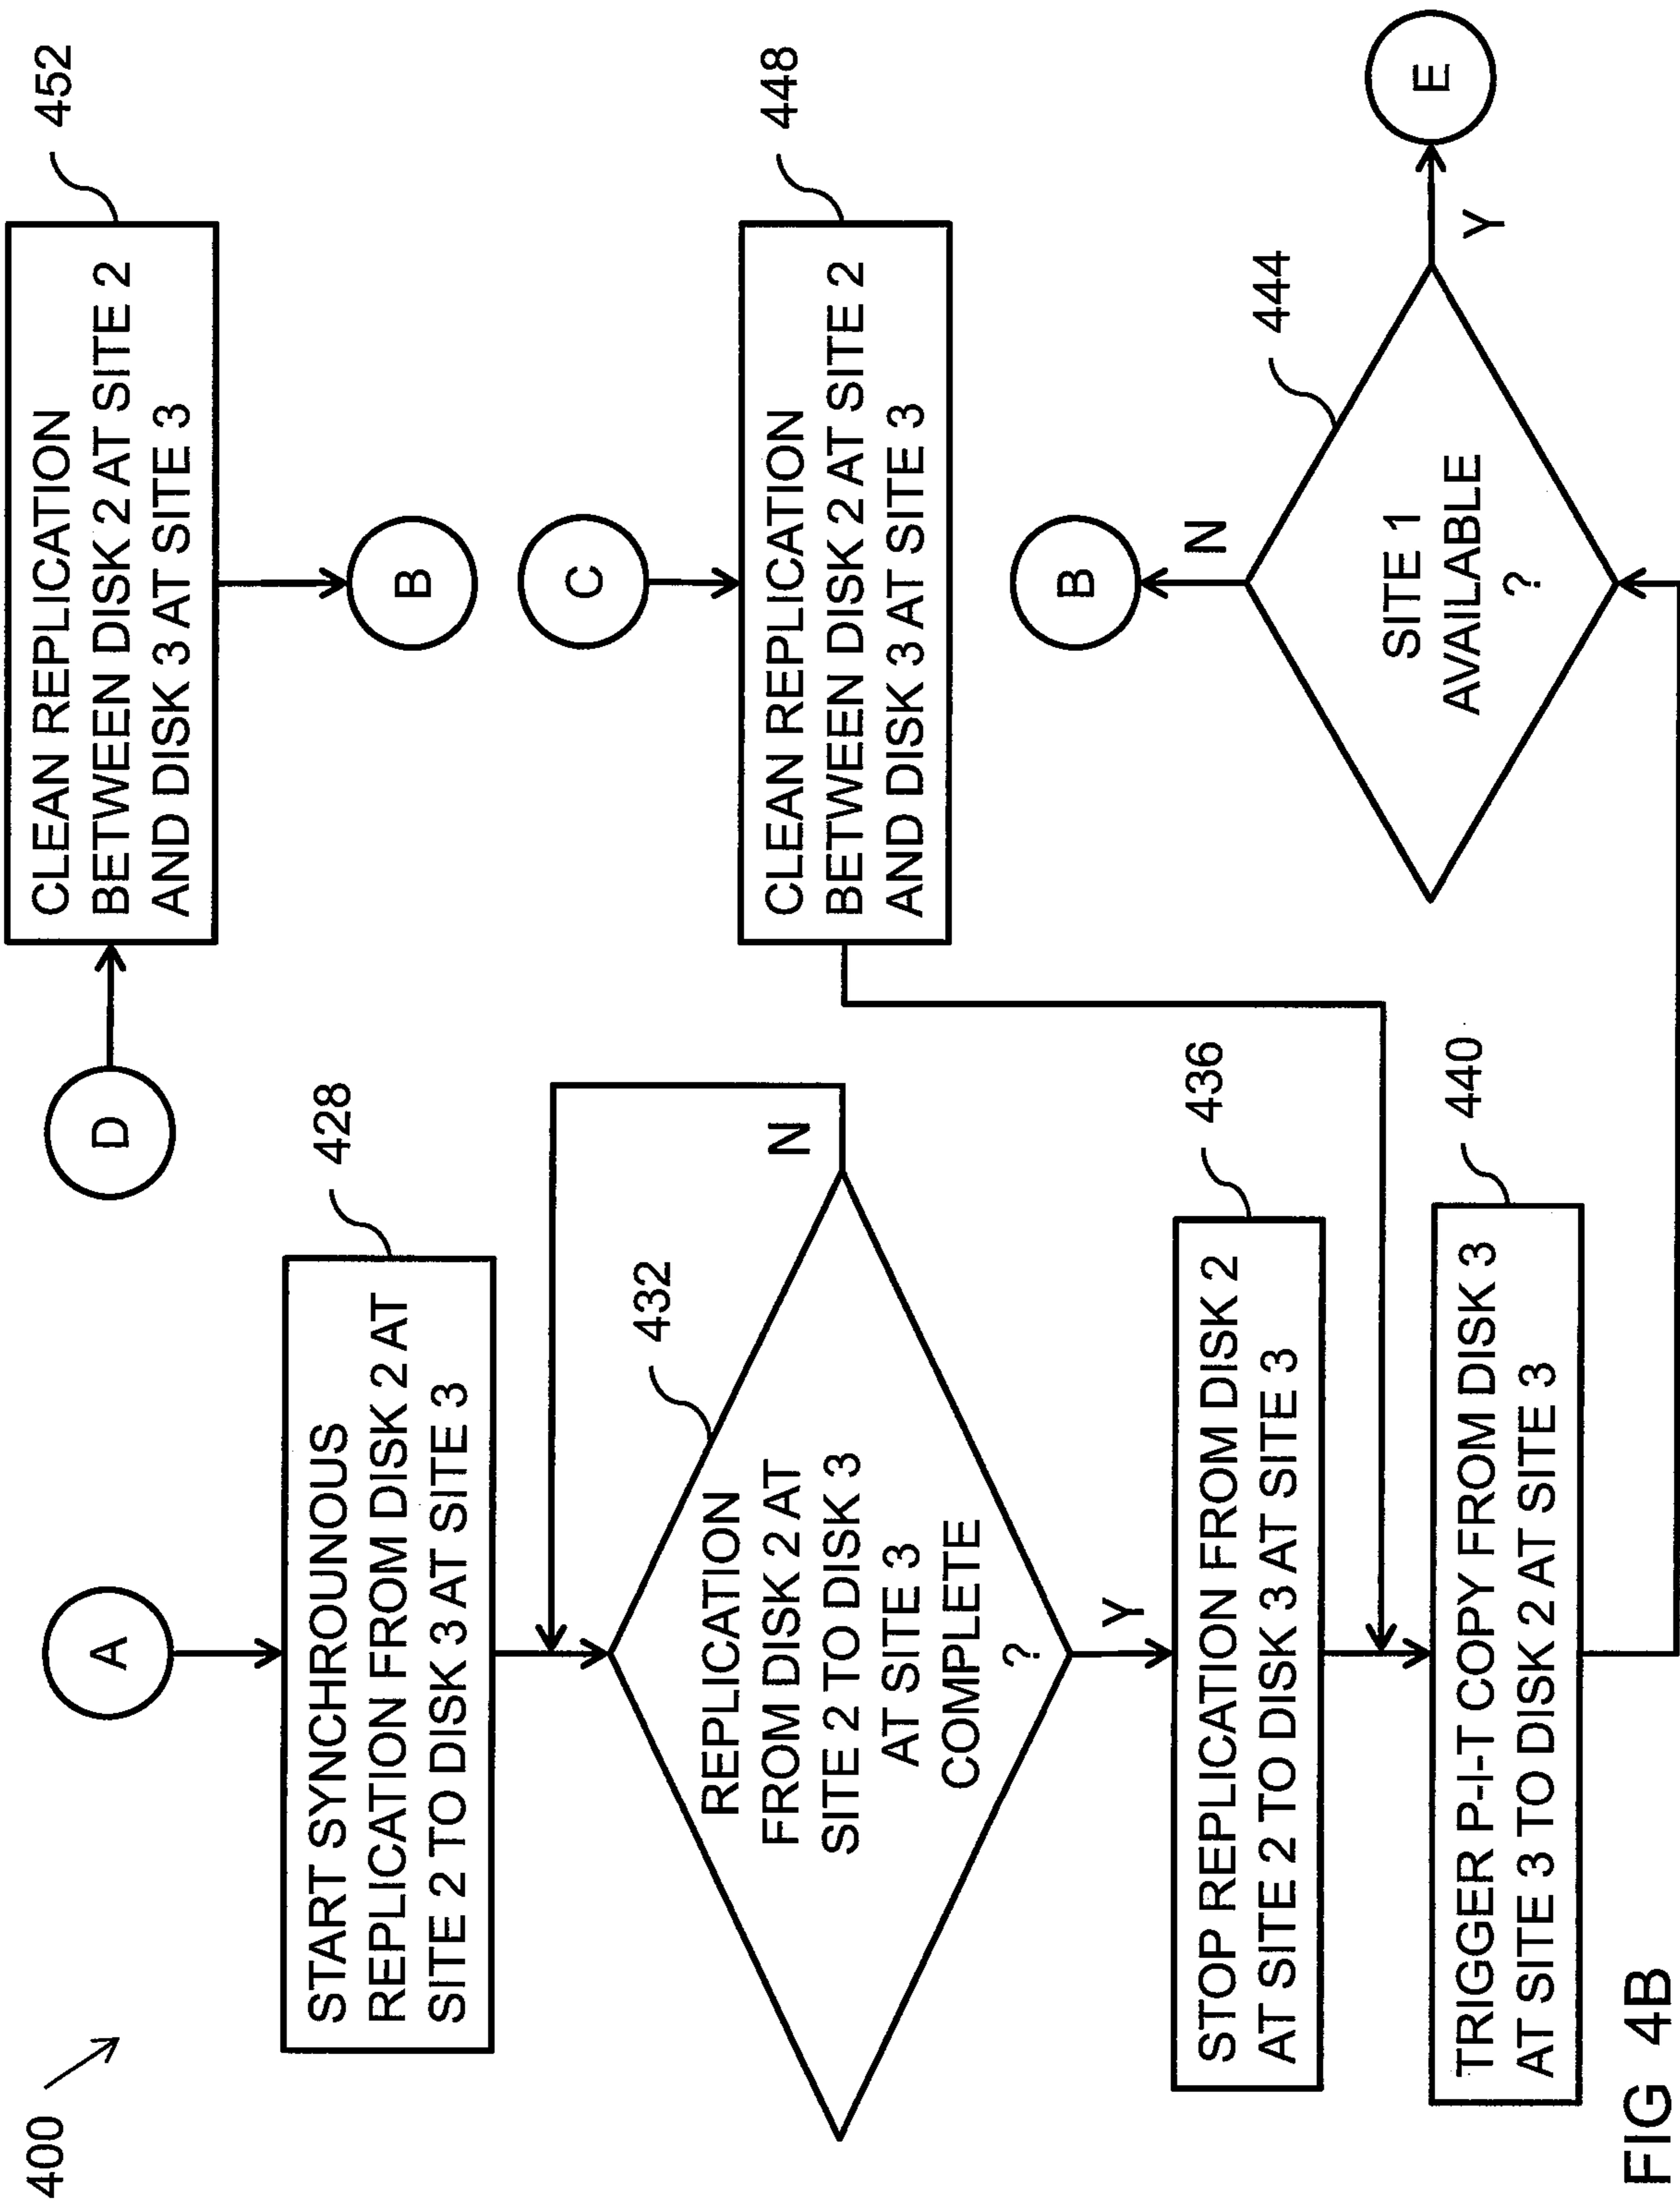 400
A
START SYNCHROUNOUS
REPLICATION FROM DISK 2 AT
SITE 2 TO DISK 3 AT SITE 3
428
REPLICATION
FROM DISK 2 AT
SITE 2 TO DISK 3
AT SITE 3
COMPLETE
?
432
N
Y
STOP REPLICATION FROM DISK 2
AT SITE 2 TO DISK 3 AT SITE 3
436
TRIGGER P-I-T COPY FROM DISK 3
AT SITE 3 TO DISK 2 AT SITE 3
440
D
CLEAN REPLICATION
BETWEEN DISK 2 AT SITE 2
AND DISK 3 AT SITE 3
452
B
C
CLEAN REPLICATION
BETWEEN DISK 2 AT SITE 2
AND DISK 3 AT SITE 3
448
B
N
SITE 1
AVAILABLE
?
444
Y
E
FIG 4B